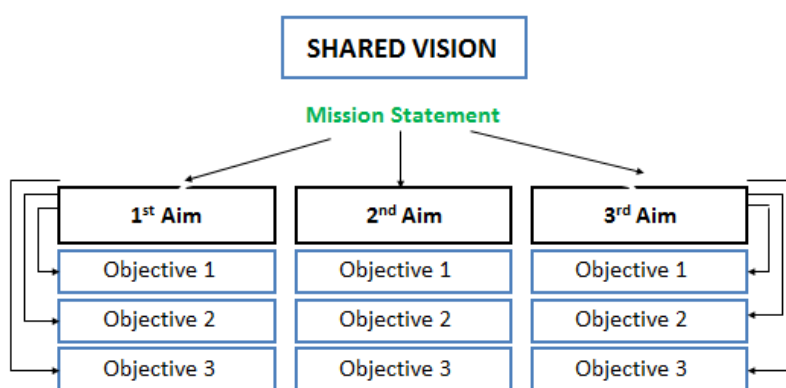 SHARED VISION
Mission Statement
1st Aim 2nd Aim 3rd Aim
Objective 1 Objective 1 Objective 1
Objective 2 Objective 2 Objective 2
Objective 3 Objective 3 Objective 3